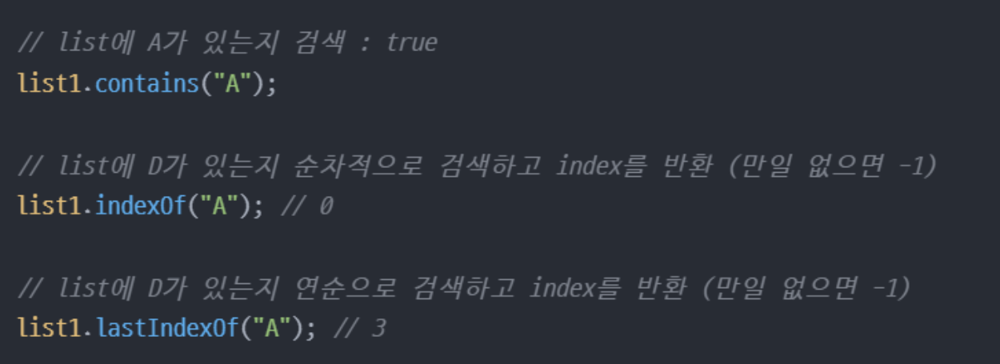 // list에 A가 있는지 검색 : true
list1.contains("A");
// list에 D가 있는지 순차적으로 검색하고 index를 반환 (만일 없으면 -1)
list1.indexOf("A"); // 0
// list에 D가 있는지 연순으로 검색하고 index를 반환 (만일 없으면 -1)
list1.lastIndexOf("A"); // 3